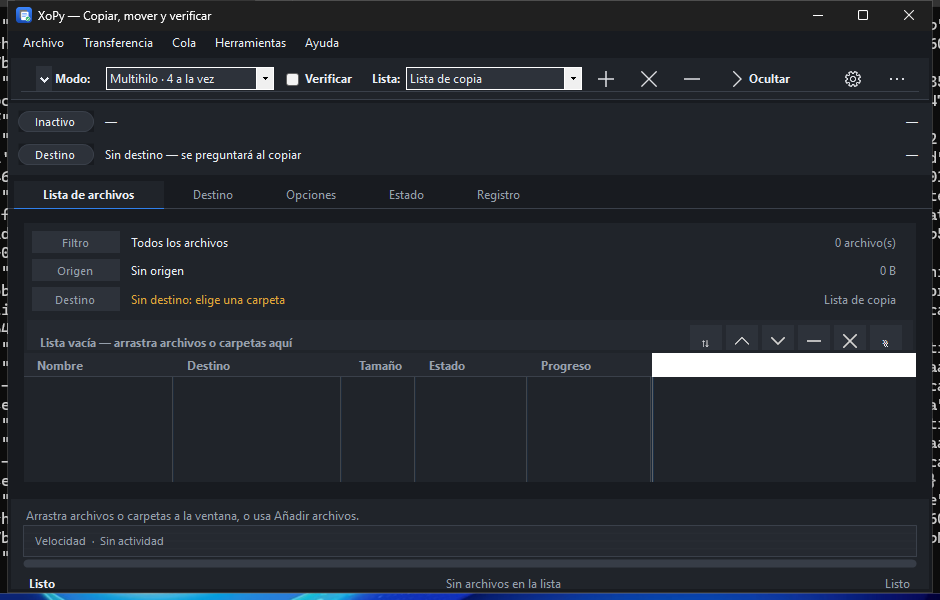 XoPy — Copiar, mover y verificar
Archivo Transferencia Cola Herramientas Ayuda
Modo: Multihilo · 4 a la vez Verificar Lista: Lista de copia Ocultar
Inactivo — —
Destino Sin destino — se preguntará al copiar —
Lista de archivos Destino Opciones Estado Registro
Filtro Todos los archivos 0 archivo(s)
Origen Sin origen 0 B
Destino Sin destino: elige una carpeta Lista de copia
Lista vacía — arrastra archivos o carpetas aquí
Nombre Destino Tamaño Estado Progreso
Arrastra archivos o carpetas a la ventana, o usa Añadir archivos.
Velocidad · Sin actividad
Listo Sin archivos en la lista Listo